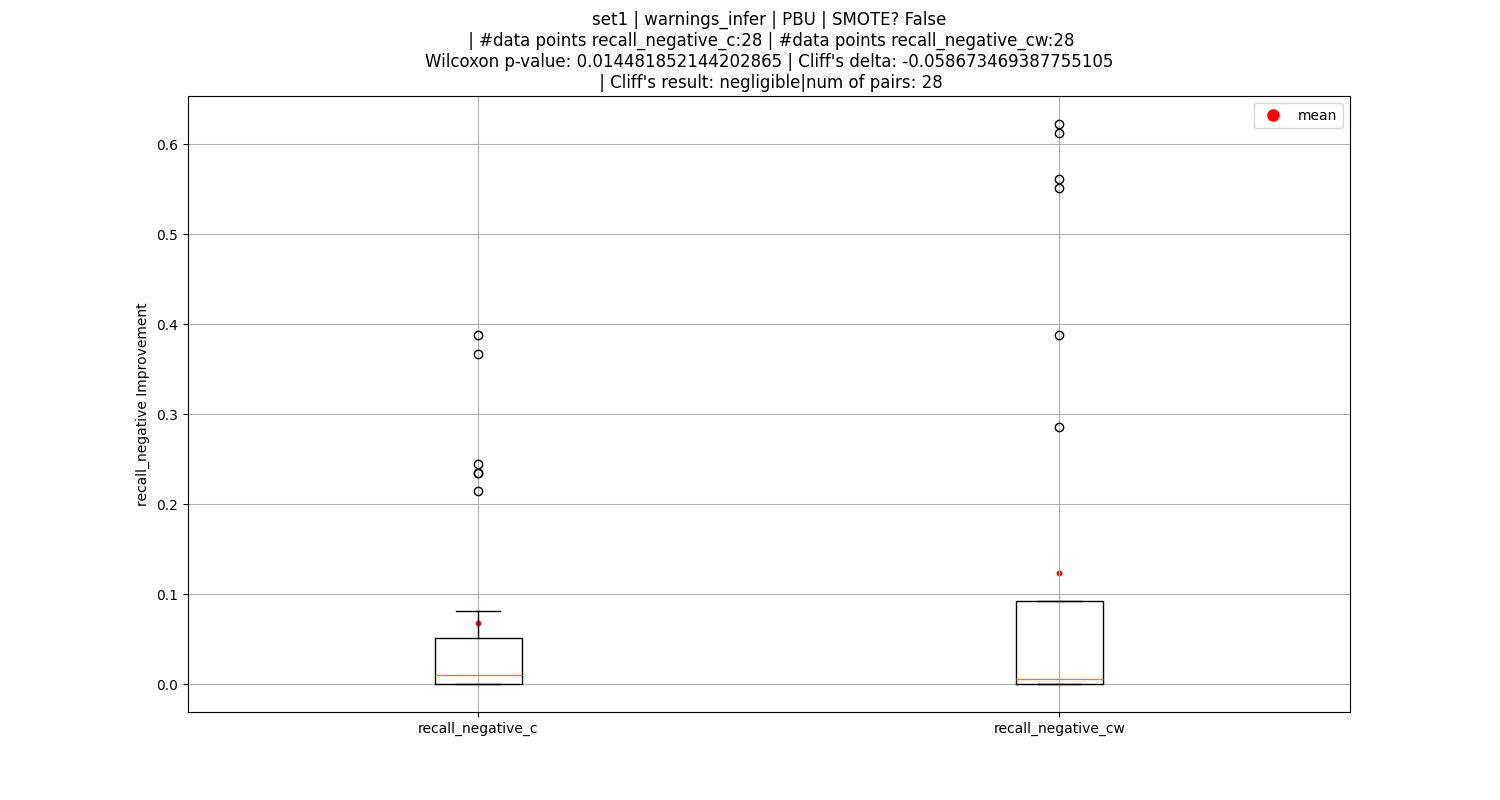 set1 | warnings_infer | PBU | SMOTE? False
| #data points recall_negative_c:28 | #data points recall_negative_cw:28
Wilcoxon p-value: 0.014481852144202865 | Cliff's delta: -0.058673469387755105
| Cliff's result: negligible|num of pairs: 28
mean
0.6
0.5
0.4
0.3
0.2
0.1
0.0
recall_negative Improvement
recall_negative_c
recall_negative_cw